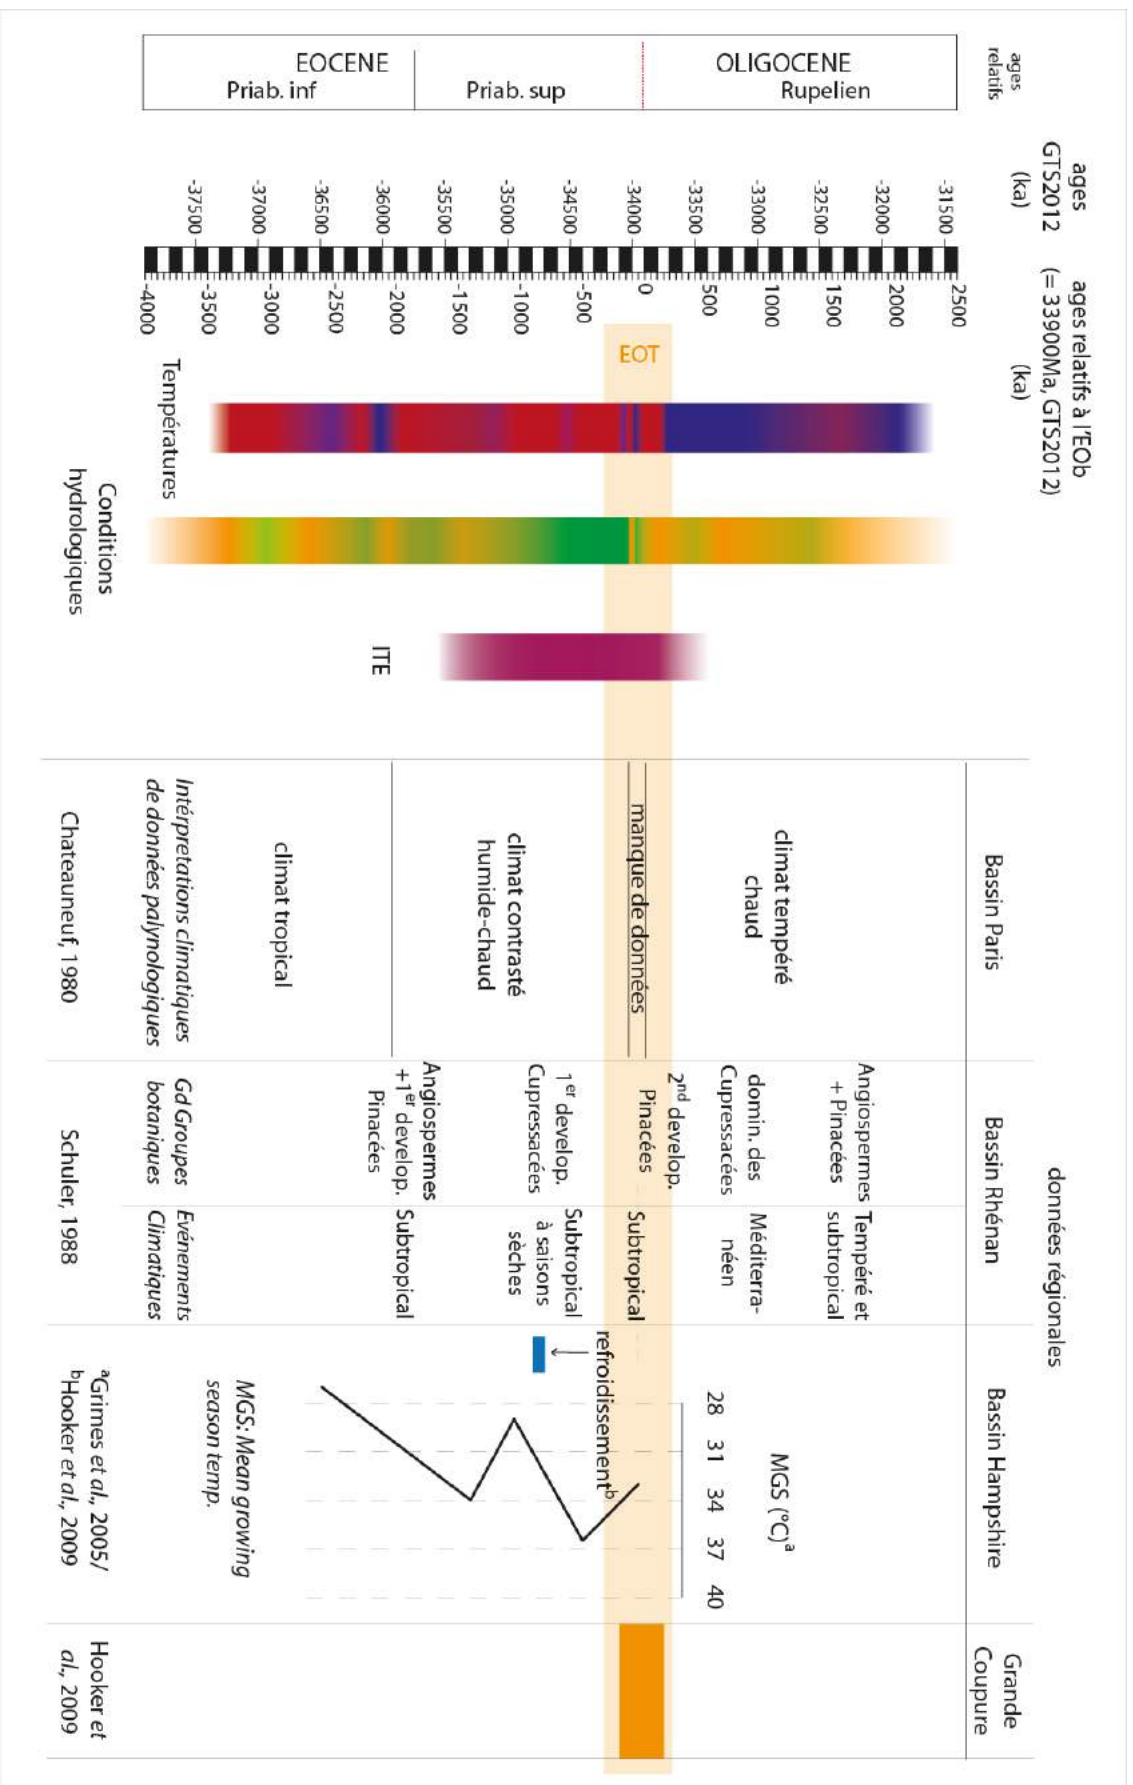 données régionales
ages
relatifs
ages
GTS2012
(ka)
ages relatifs à l'EOb
(= 33900Ma, GTS2012)
(ka)
Bassin Paris
Bassin Rhénan
Bassin Hampshire
Grande
Coupure
OLIGOCENE
Rupelien
EOCENE
Priab. sup
Priab. inf
-31500
-32000
-32500
-33000
-33500
-34000
-34500
-35000
-35500
-36000
-36500
-37000
-37500
2500
2000
1500
1000
500
0
-500
-1000
-1500
-2000
-2500
-3000
-3500
-4000
EOT
Températures
Conditions
hydrologiques
ITE
climat tempéré
chaud
manque de données
climat contrasté
humide-chaud
climat tropical
Intérpretations climatiques
de données palynologiques
Chateauneuf, 1980
Angiospermes
+ Pinacées
domin. des
Cupressacées
2nd develop.
Pinacées
1er develop.
Cupressacées
Angiospermes
+1er develop.
Pinacées
Gd Groupes
botaniques
Tempéré et
subtropical
Méditerra-
néen
Subtropical
Subtropical
à saisons
sèches
Subtropical
Evénements
Climatiques
Schuler, 1988
MGS (°C)a
28 31 34 37 40
refroidissementb
MGS: Mean growing
season temp.
aGrimes et al., 2005/
bHooker et al., 2009
Hooker et
al., 2009